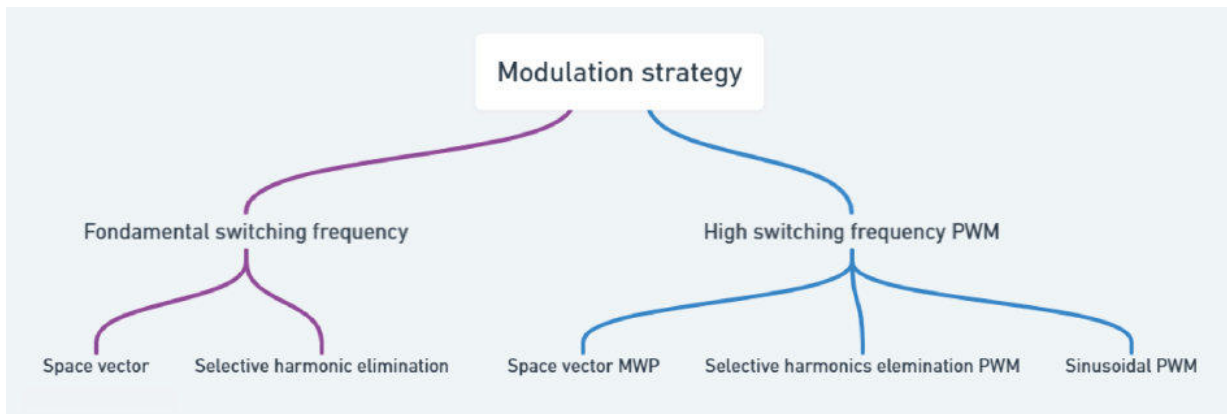 Modulation strategy
Fondamental switching frequency
High switching frequency PWM
Space vector
Selective harmonic elimination
Space vector MWP
Selective harmonics elemination PWM
Sinusoidal PWM